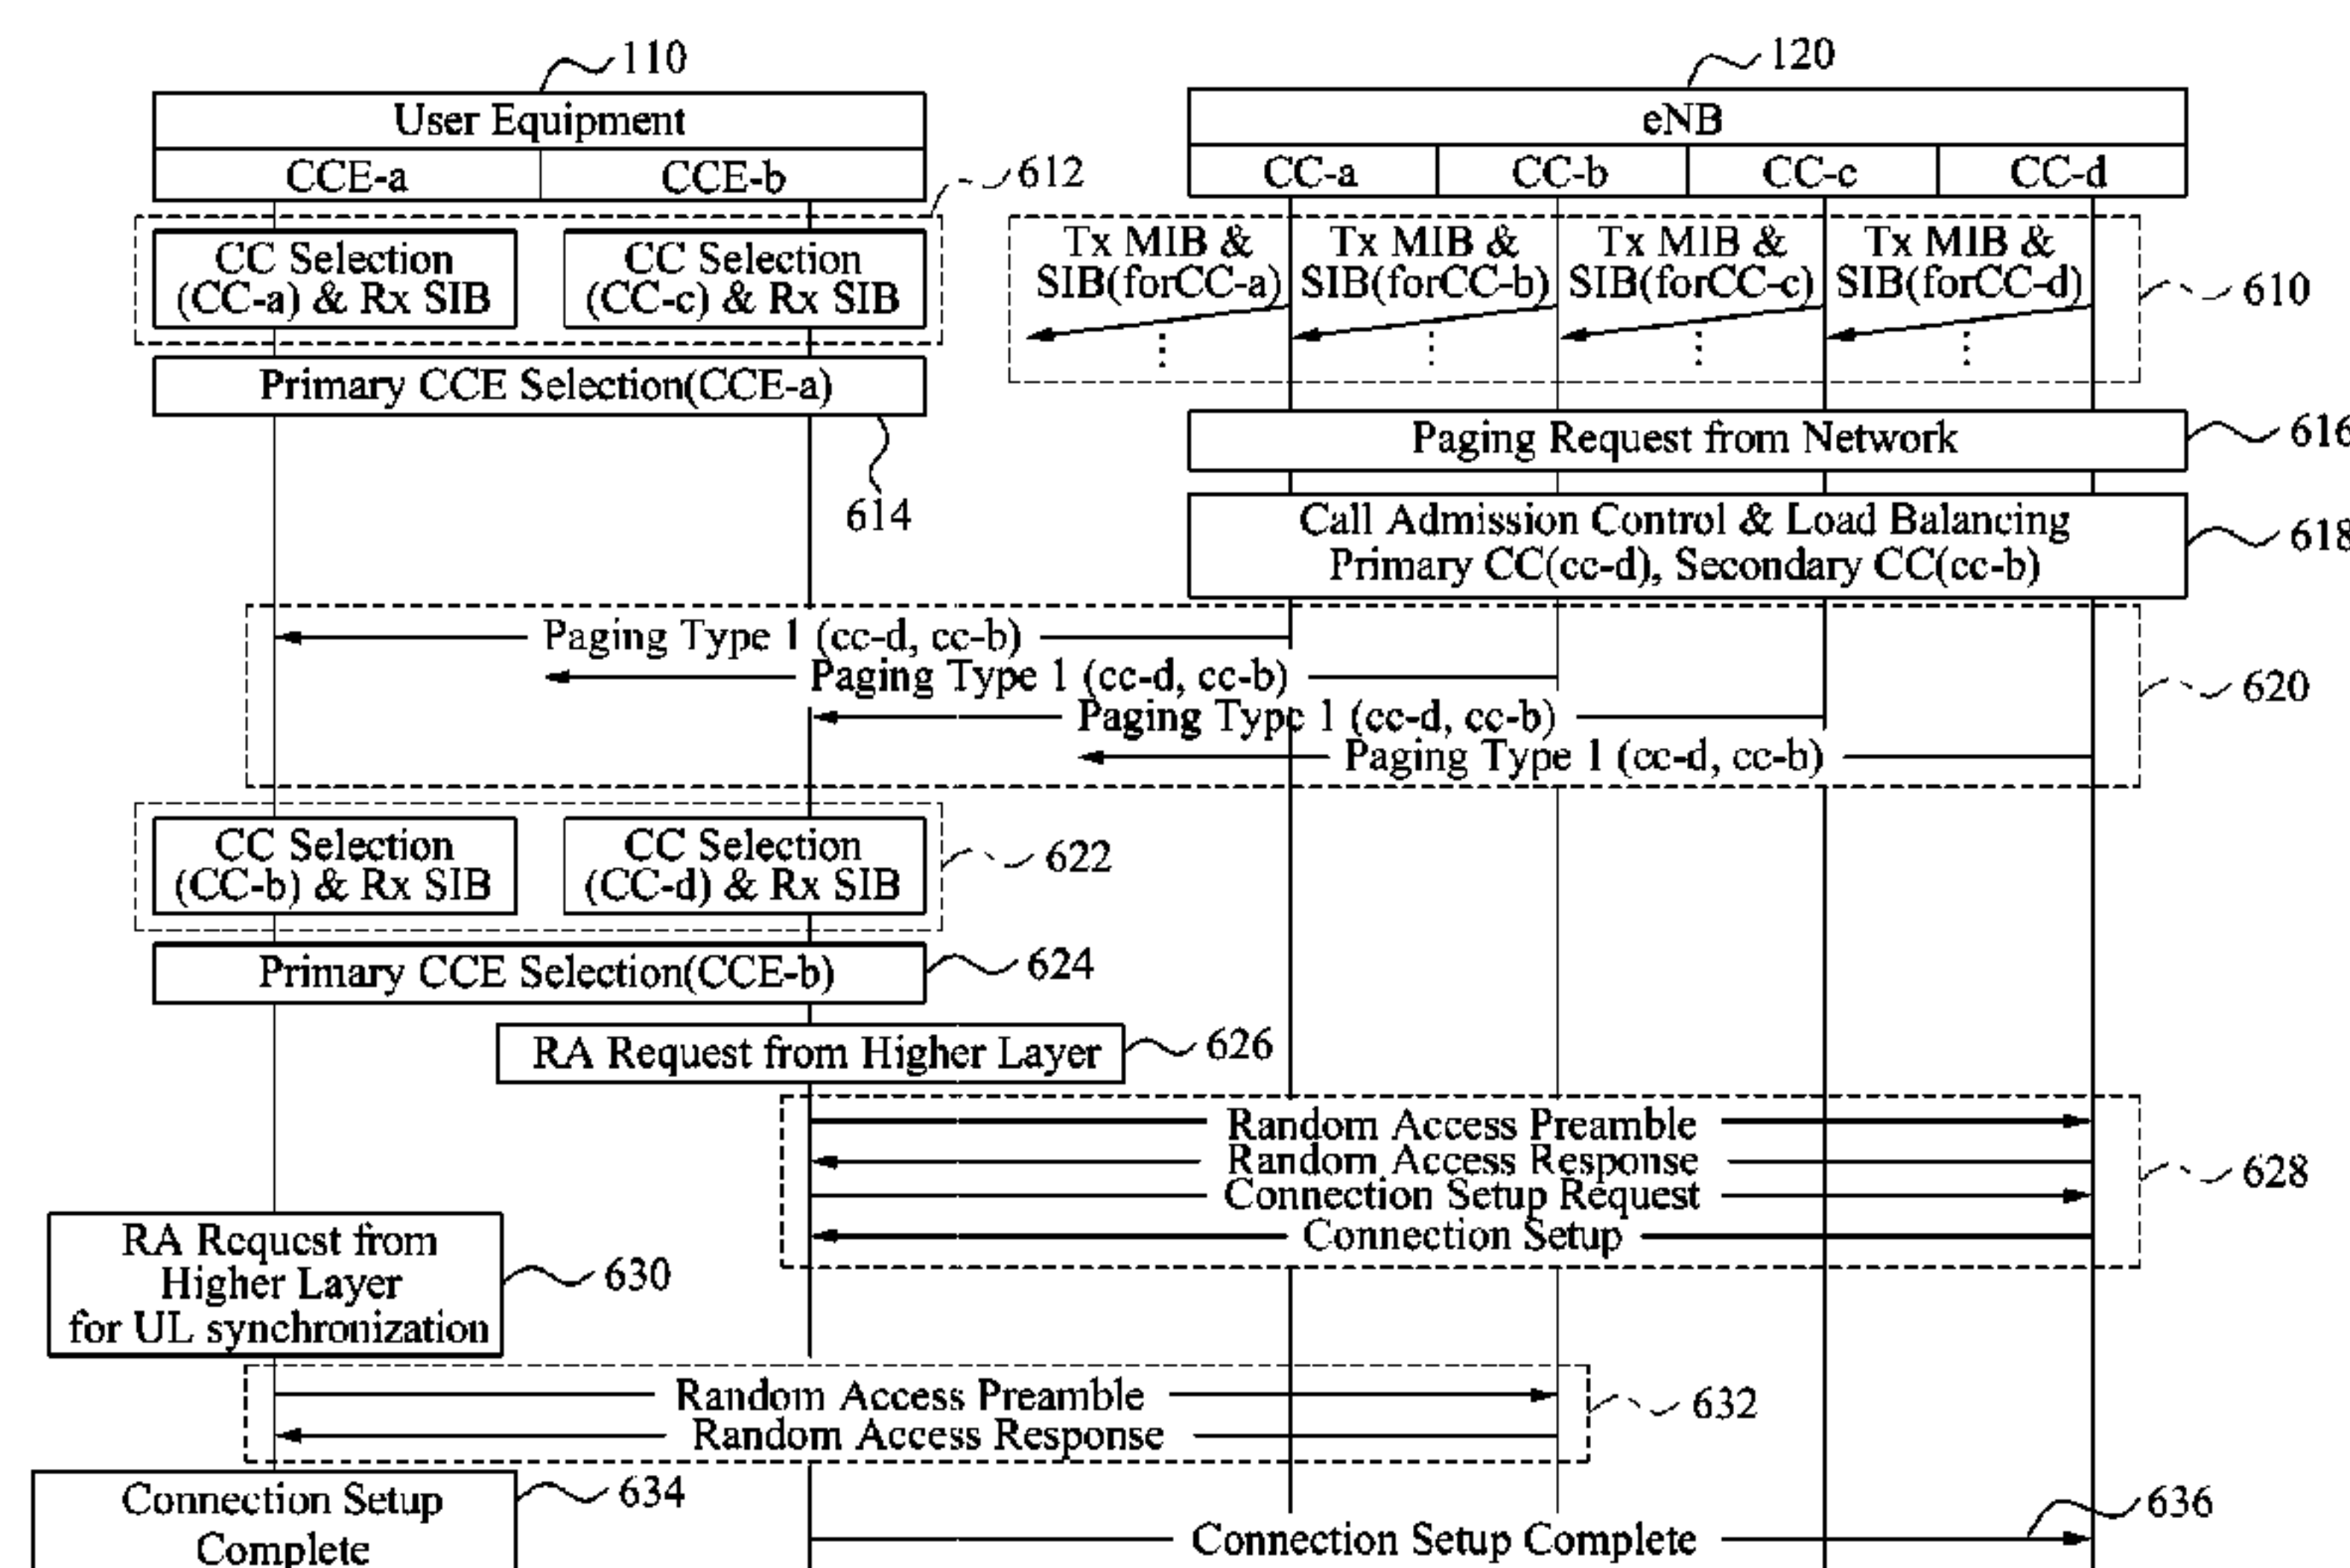 110
120
User Equipment
eNB
CCE-a
CCE-b
CC-a
CC-b
CC-c
CC-d
612
CC Selection
(CC-a) & Rx SIB
CC Selection
(CC-c) & Rx SIB
Tx MIB &
SIB(forCC-a)
Tx MIB &
SIB(forCC-b)
Tx MIB &
SIB(forCC-c)
Tx MIB &
SIB(forCC-d)
610
Primary CCE Selection(CCE-a)
614
Paging Request from Network
616
Call Admission Control & Load Balancing
Primary CC(cc-d), Secondary CC(cc-b)
618
Paging Type 1 (cc-d, cc-b)
Paging Type 1 (cc-d, cc-b)
Paging Type 1 (cc-d, cc-b)
Paging Type 1 (cc-d, cc-b)
620
CC Selection
(CC-b) & Rx SIB
CC Selection
(CC-d) & Rx SIB
622
Primary CCE Selection(CCE-b)
624
RA Request from Higher Layer
626
Random Access Preamble
Random Access Response
Connection Setup Request
Connection Setup
628
RA Request from
Higher Layer
for UL synchronization
630
Random Access Preamble
Random Access Response
632
Connection Setup
Complete
634
Connection Setup Complete
636